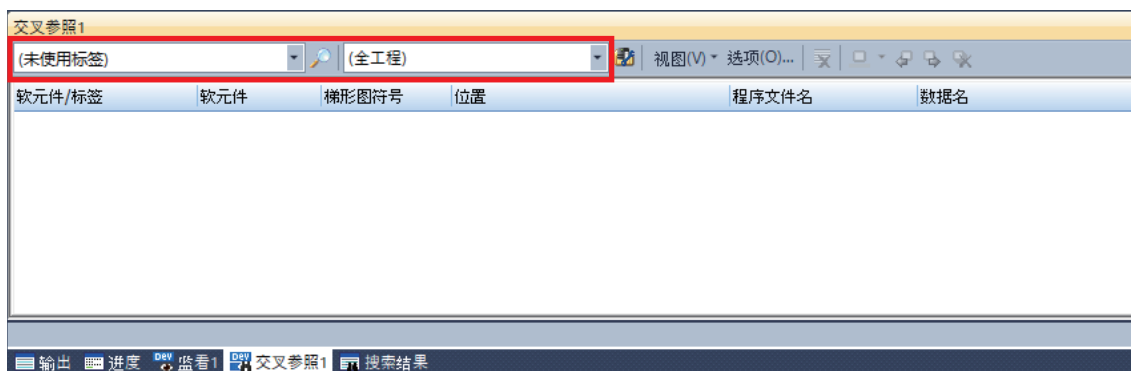 交叉参照1
(未使用标签) (全工程) 视图(V) 选项(O)...
软元件/标签 软元件 梯形图符号 位置 程序文件名 数据名
输出 进度 Dev 监看1 Dev 交叉参照1 搜索结果